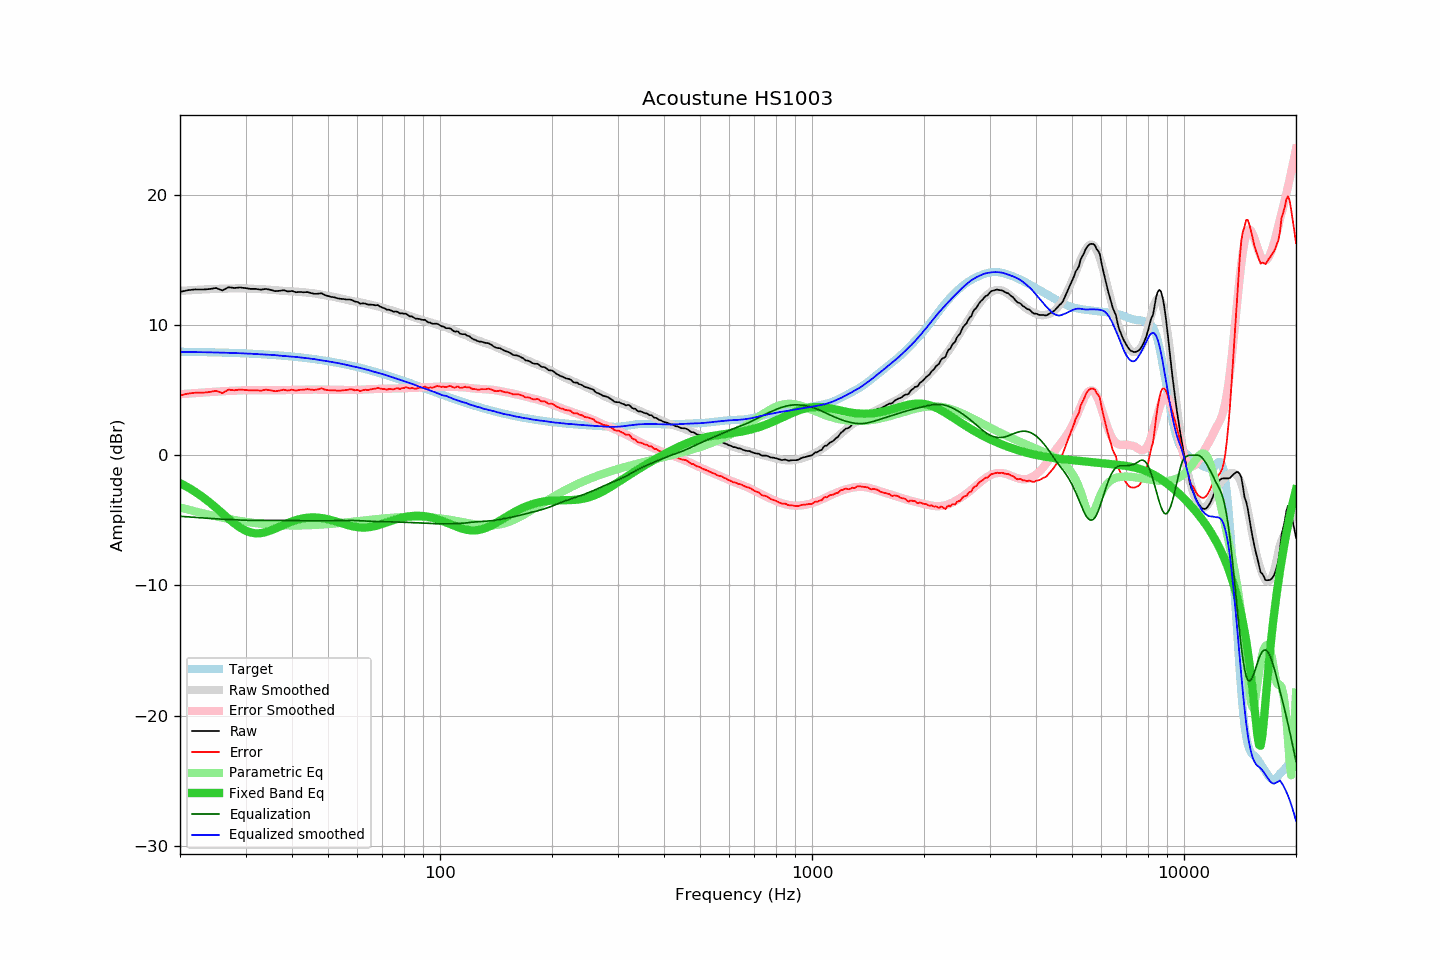 Acoustune HS1003
Amplitude (dBr)
20
10
0
−10
−20
−30
Target
Raw Smoothed
Error Smoothed
Raw
Error
Parametric Eq
Fixed Band Eq
Equalization
Equalized smoothed
100 1000 10000
Frequency (Hz)